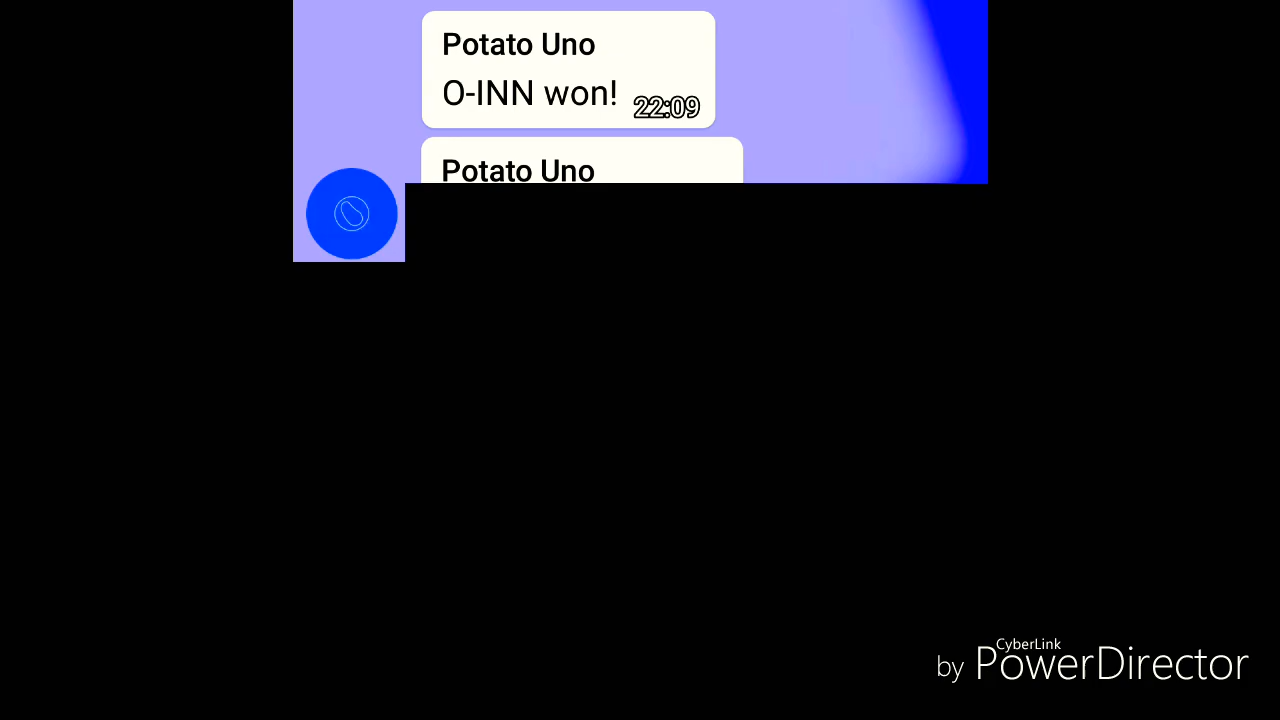 Potato Uno
O-INN won! 22:09
Potato Uno
CyberLink
by PowerDirector